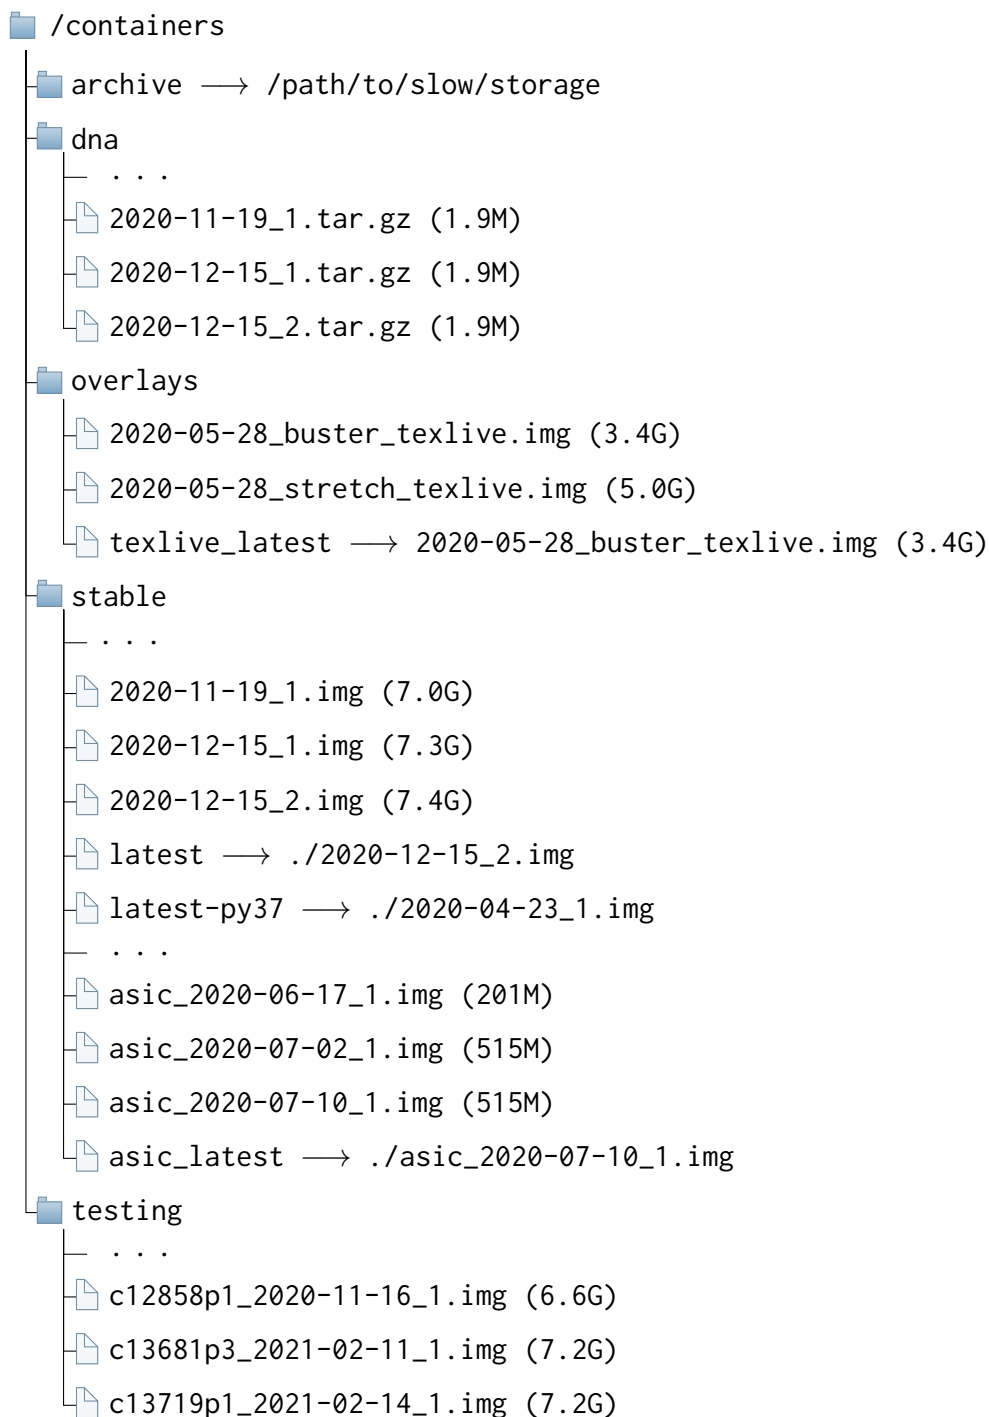 /containers
archive ⟶ /path/to/slow/storage
dna
. . .
2020-11-19_1.tar.gz (1.9M)
2020-12-15_1.tar.gz (1.9M)
2020-12-15_2.tar.gz (1.9M)
overlays
2020-05-28_buster_texlive.img (3.4G)
2020-05-28_stretch_texlive.img (5.0G)
texlive_latest ⟶ 2020-05-28_buster_texlive.img (3.4G)
stable
. . .
2020-11-19_1.img (7.0G)
2020-12-15_1.img (7.3G)
2020-12-15_2.img (7.4G)
latest ⟶ ./2020-12-15_2.img
latest-py37 ⟶ ./2020-04-23_1.img
. . .
asic_2020-06-17_1.img (201M)
asic_2020-07-02_1.img (515M)
asic_2020-07-10_1.img (515M)
asic_latest ⟶ ./asic_2020-07-10_1.img
testing
. . .
c12858p1_2020-11-16_1.img (6.6G)
c13681p3_2021-02-11_1.img (7.2G)
c13719p1_2021-02-14_1.img (7.2G)